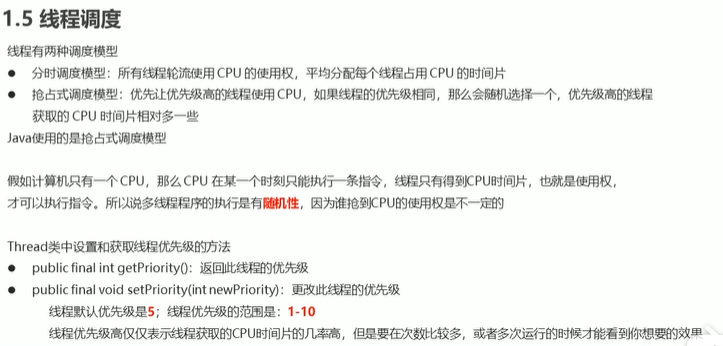 1.5 线程调度
线程有两种调度模型
● 分时调度模型：所有线程轮流使用 CPU 的使用权，平均分配每个线程占用 CPU 的时间片
● 抢占式调度模型：优先让优先级高的线程使用 CPU，如果线程的优先级相同，那么会随机选择一个，优先级高的线程
获取的 CPU 时间片相对多一些
Java使用的是抢占式调度模型
假如计算机只有一个 CPU，那么 CPU 在某一个时刻只能执行一条指令，线程只有得到CPU时间片，也就是使用权，
才可以执行指令。所以说多线程程序的执行是有随机性，因为谁抢到CPU的使用权是不一定的
Thread类中设置和获取线程优先级的方法
● public final int getPriority()：返回此线程的优先级
● public final void setPriority(int newPriority)：更改此线程的优先级
线程默认优先级是5；线程优先级的范围是：1-10
线程优先级高仅仅表示线程获取的CPU时间片的几率高，但是要在次数比较多，或者多次运行的时候才能看到你想要的效果